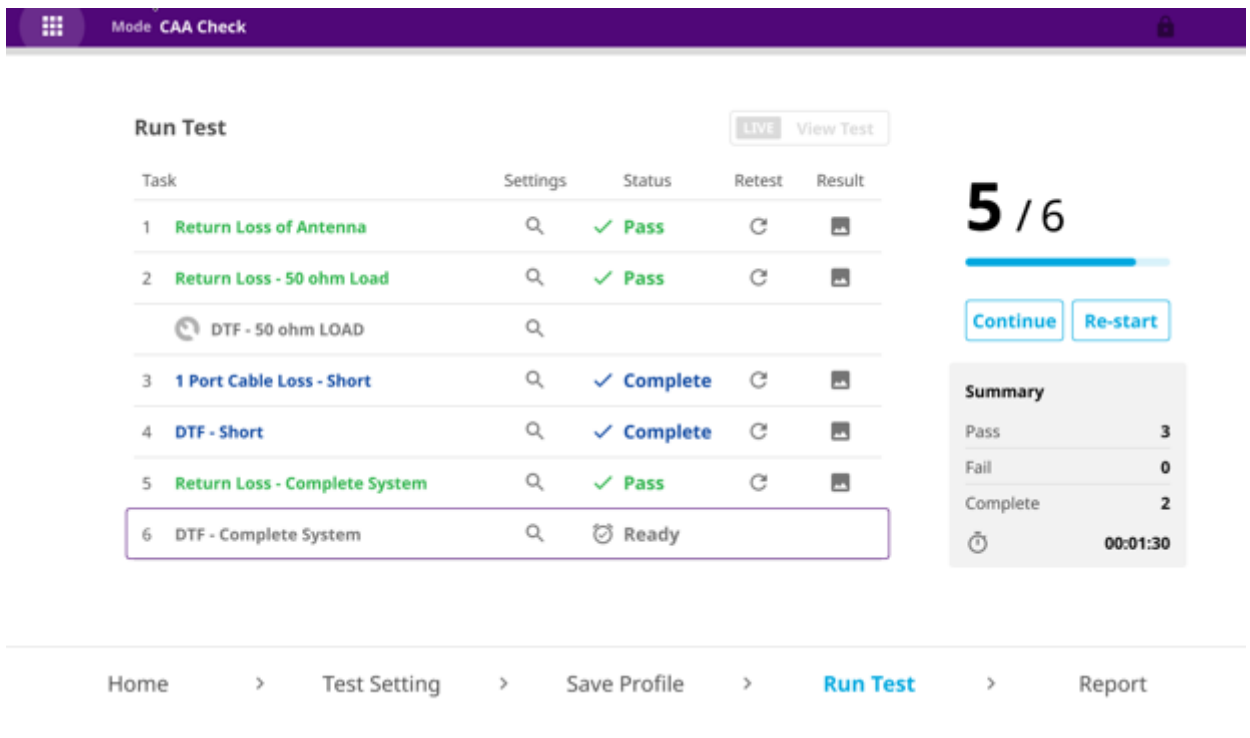 Mode CAA Check
Run Test
LIVE View Test
Task Settings Status Retest Result
1 Return Loss of Antenna Pass
2 Return Loss - 50 ohm Load Pass
DTF - 50 ohm LOAD
3 1 Port Cable Loss - Short Complete
4 DTF - Short Complete
5 Return Loss - Complete System Pass
6 DTF - Complete System Ready
5 / 6
Continue Re-start
Summary
Pass 3
Fail 0
Complete 2
00:01:30
Home > Test Setting > Save Profile > Run Test > Report